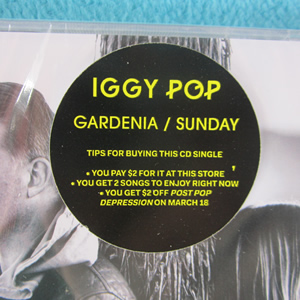 IGGY POP
GARDENIA / SUNDAY
TIPS FOR BUYING THIS CD SINGLE
• YOU PAY $2 FOR IT AT THIS STORE
• YOU GET 2 SONGS TO ENJOY RIGHT NOW
• YOU GET $2 OFF POST POP
DEPRESSION ON MARCH 18